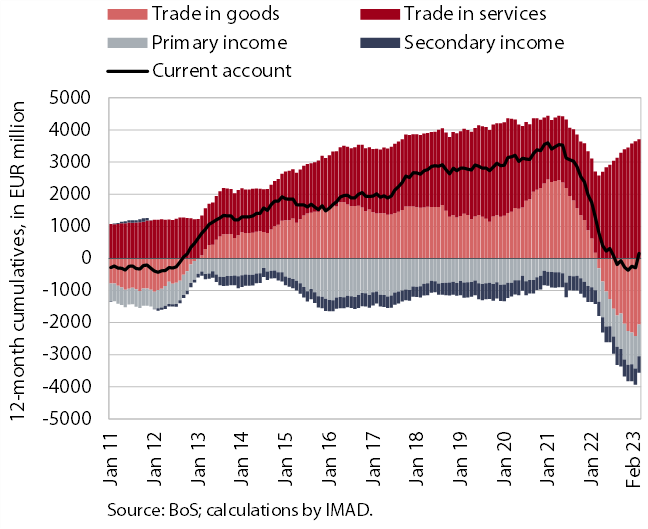 Trade in goods
Trade in services
Primary income
Secondary income
Current account
12-month cumulatives, in EUR million
5000
4000
3000
2000
1000
0
-1000
-2000
-3000
-4000
-5000
Jan 11
Jan 12
Jan 13
Jan 14
Jan 15
Jan 16
Jan 17
Jan 18
Jan 19
Jan 20
Jan 21
Jan 22
Feb 23
Source: BoS; calculations by IMAD.